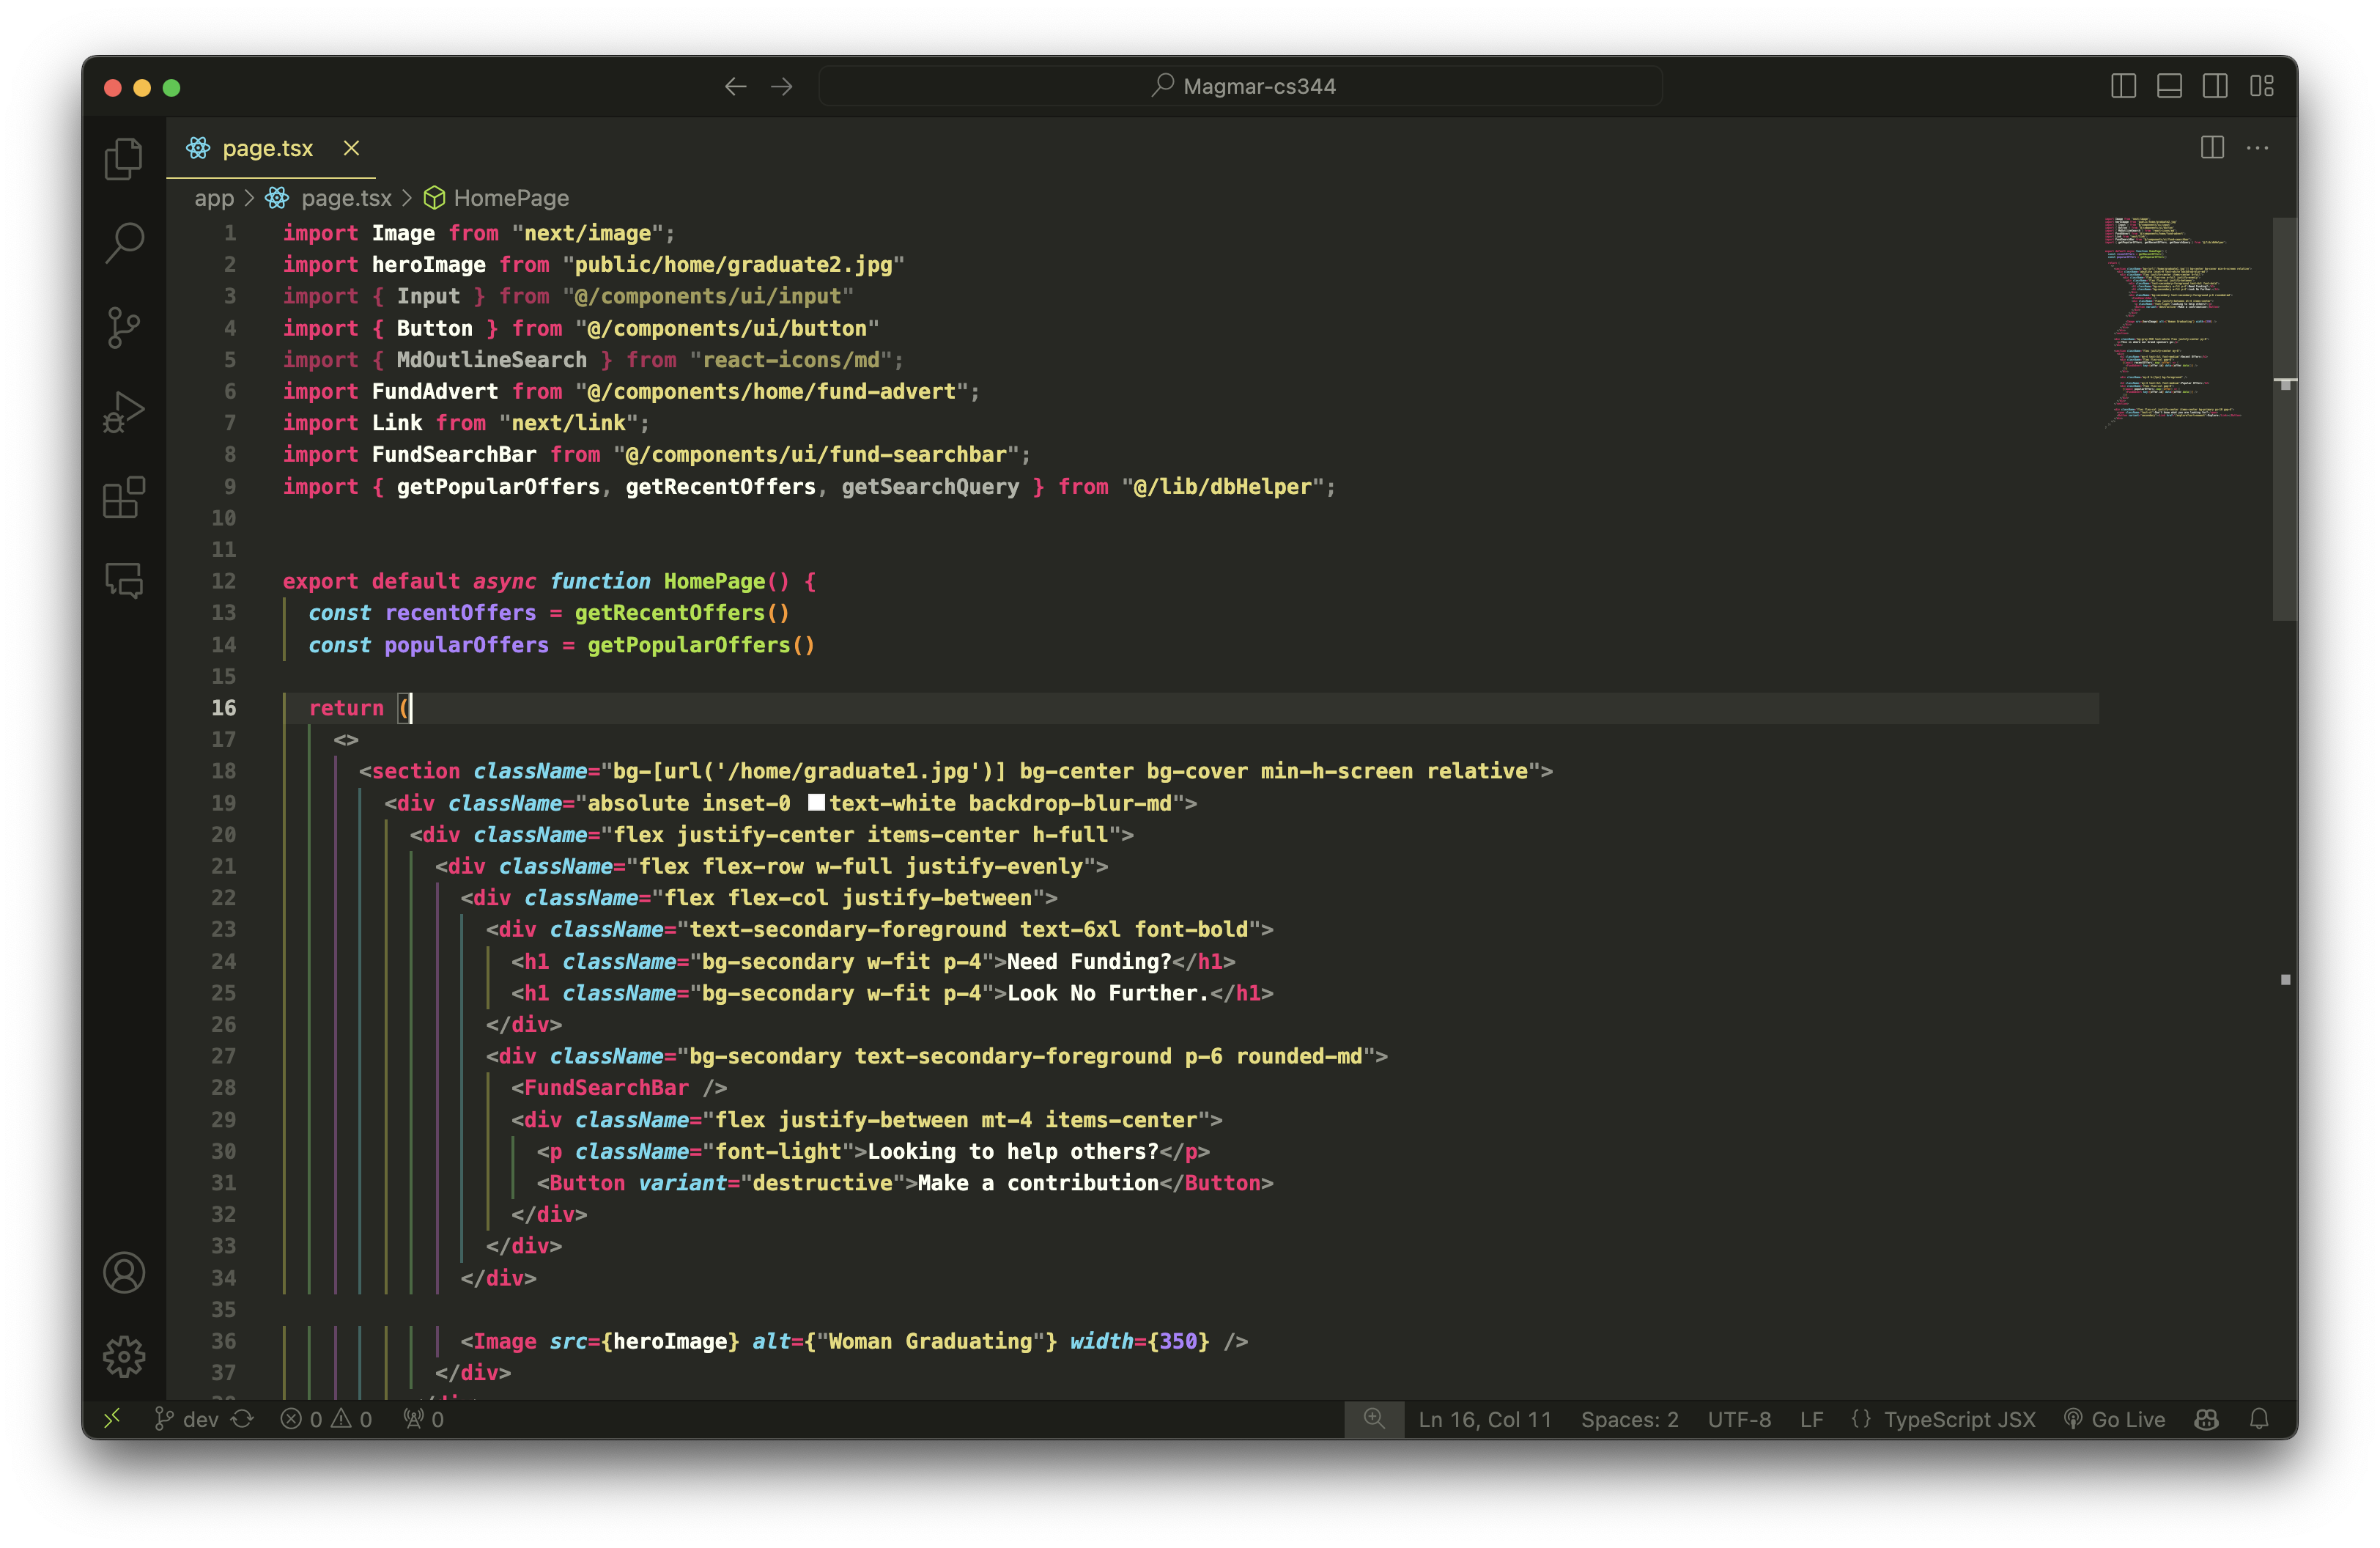 Magmar-cs344
page.tsx
app > page.tsx > HomePage
1 import Image from "next/image";
2 import heroImage from "public/home/graduate2.jpg"
3 import { Input } from "@/components/ui/input"
4 import { Button } from "@/components/ui/button"
5 import { MdOutlineSearch } from "react-icons/md";
6 import FundAdvert from "@/components/home/fund-advert";
7 import Link from "next/link";
8 import FundSearchBar from "@/components/ui/fund-searchbar";
9 import { getPopularOffers, getRecentOffers, getSearchQuery } from "@/lib/dbHelper";
10
11
12 export default async function HomePage() {
13   const recentOffers = getRecentOffers()
14   const popularOffers = getPopularOffers()
15
16   return (
17     <>
18       <section className="bg-[url('/home/graduate1.jpg')] bg-center bg-cover min-h-screen relative">
19         <div className="absolute inset-0 text-white backdrop-blur-md">
20           <div className="flex justify-center items-center h-full">
21             <div className="flex flex-row w-full justify-evenly">
22               <div className="flex flex-col justify-between">
23                 <div className="text-secondary-foreground text-6xl font-bold">
24                   <h1 className="bg-secondary w-fit p-4">Need Funding?</h1>
25                   <h1 className="bg-secondary w-fit p-4">Look No Further.</h1>
26                 </div>
27                 <div className="bg-secondary text-secondary-foreground p-6 rounded-md">
28                   <FundSearchBar />
29                   <div className="flex justify-between mt-4 items-center">
30                     <p className="font-light">Looking to help others?</p>
31                     <Button variant="destructive">Make a contribution</Button>
32                   </div>
33                 </div>
34               </div>
35
36               <Image src={heroImage} alt={"Woman Graduating"} width={350} />
37             </div>
dev 0 0 0 Ln 16, Col 11 Spaces: 2 UTF-8 LF {} TypeScript JSX Go Live